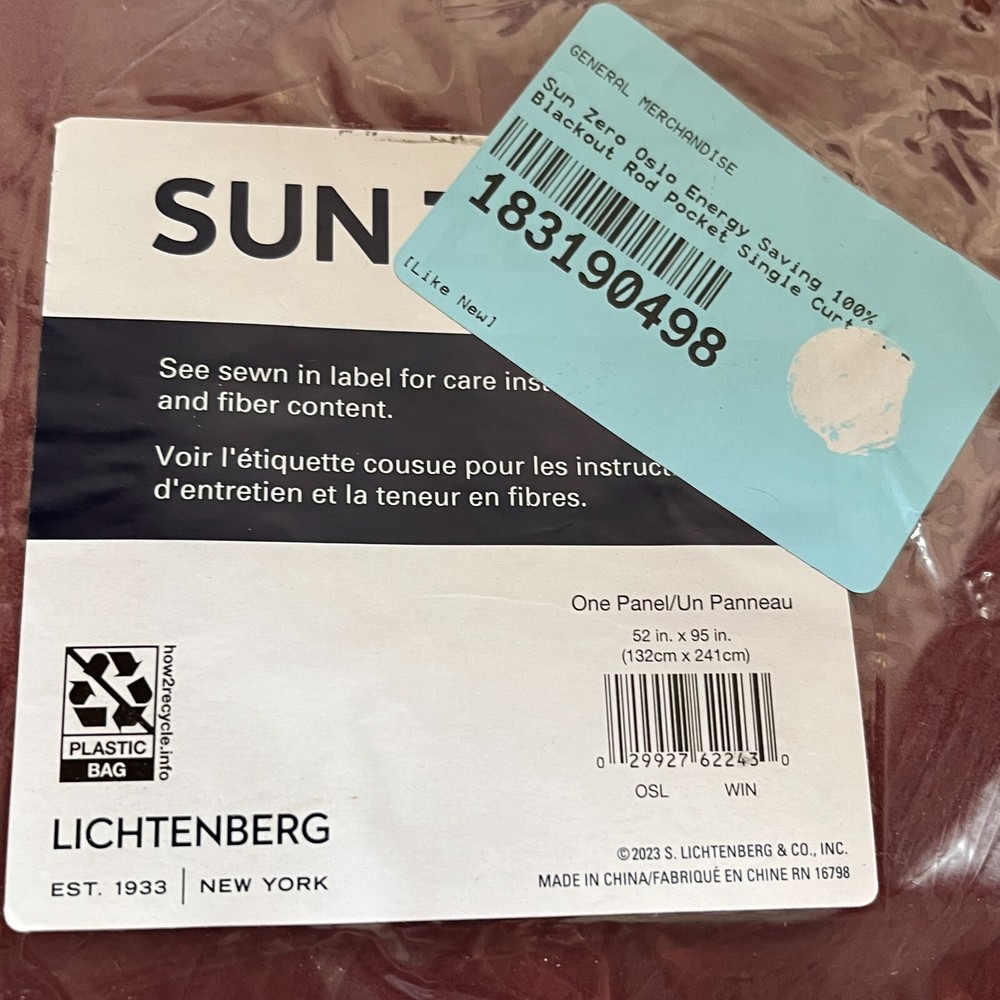 GENERAL MERCHANDISE
Sun Zero Oslo Energy Saving 100%
Blackout Rod Pocket Single Curt
183190498
[Like New]
SUN
See sewn in label for care
and fiber content.
Voir l'étiquette cousue pour les
d'entretien et la teneur en fibres.
One Panel/Un Panneau
52 in. x 95 in.
(132cm x 241cm)
0 29927 62243 0
OSL WIN
how2recycle.info
PLASTIC
BAG
LICHTENBERG
EST. 1933 | NEW YORK
©2023 S. LICHTENBERG & CO., INC.
MADE IN CHINA/FABRIQUÉ EN CHINE RN 16798